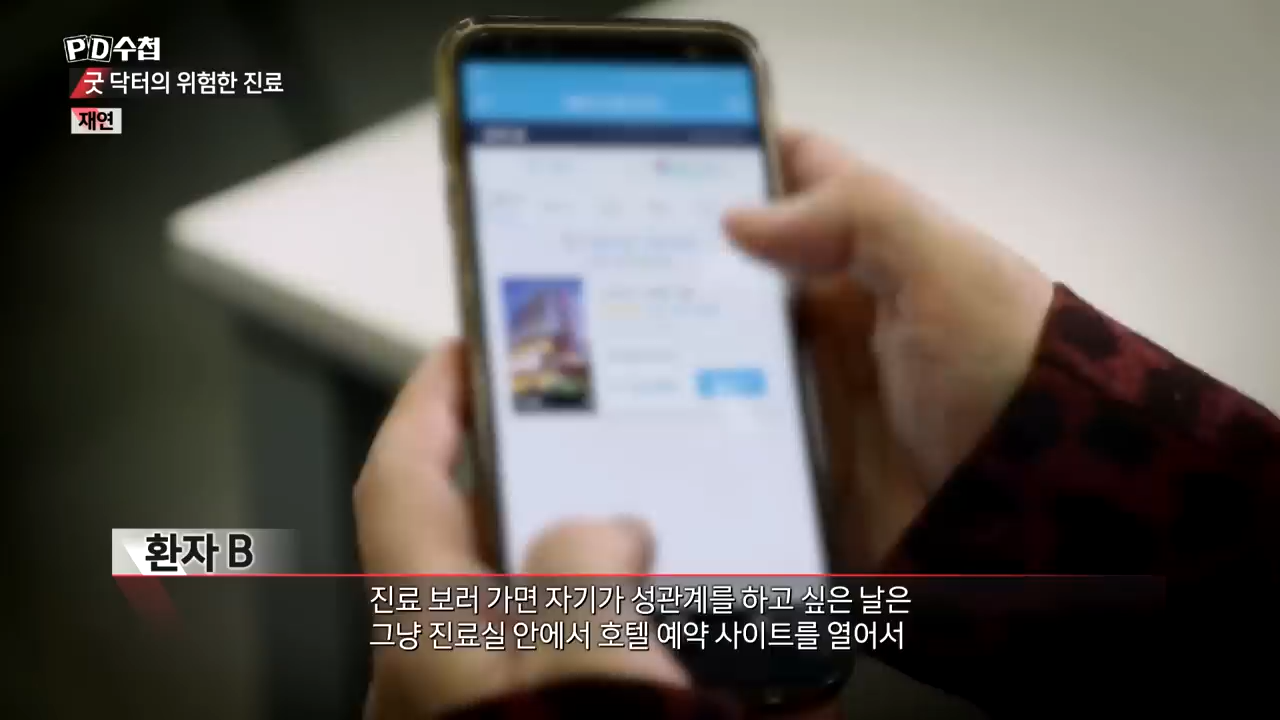 PD수첩
굿 닥터의 위험한 진료
재연
환자 B
진료 보러 가면 자기가 성관계를 하고 싶은 날은
그냥 진료실 안에서 호텔 예약 사이트를 열어서